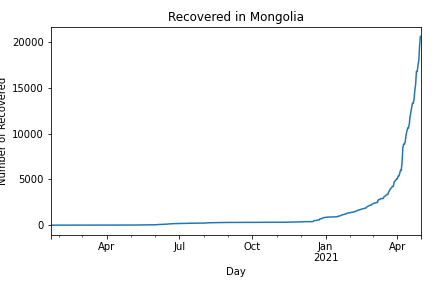 Recovered in Mongolia
Number of Recovered
20000
15000
10000
5000
0
Apr
Jul
Oct
Jan
2021
Apr
Day